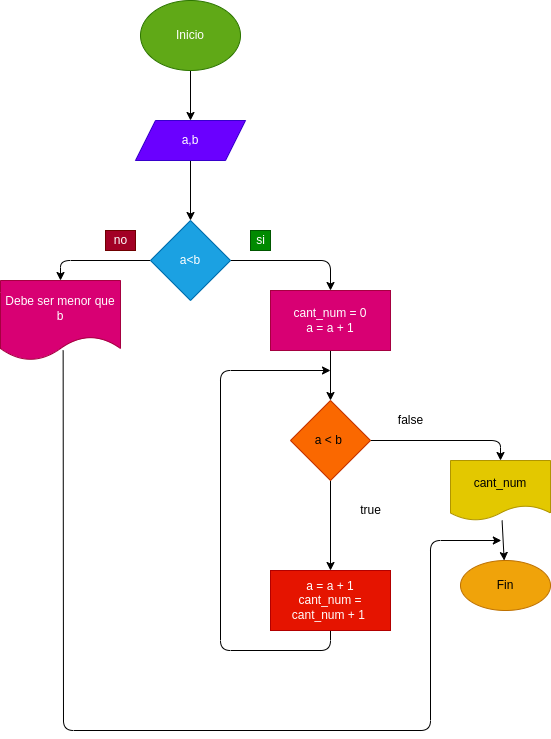 Inicio
a,b
no
si
a<b
Debe ser menor que
b
cant_num = 0
a = a + 1
a < b
false
cant_num
true
a = a + 1
cant_num =
cant_num + 1
Fin